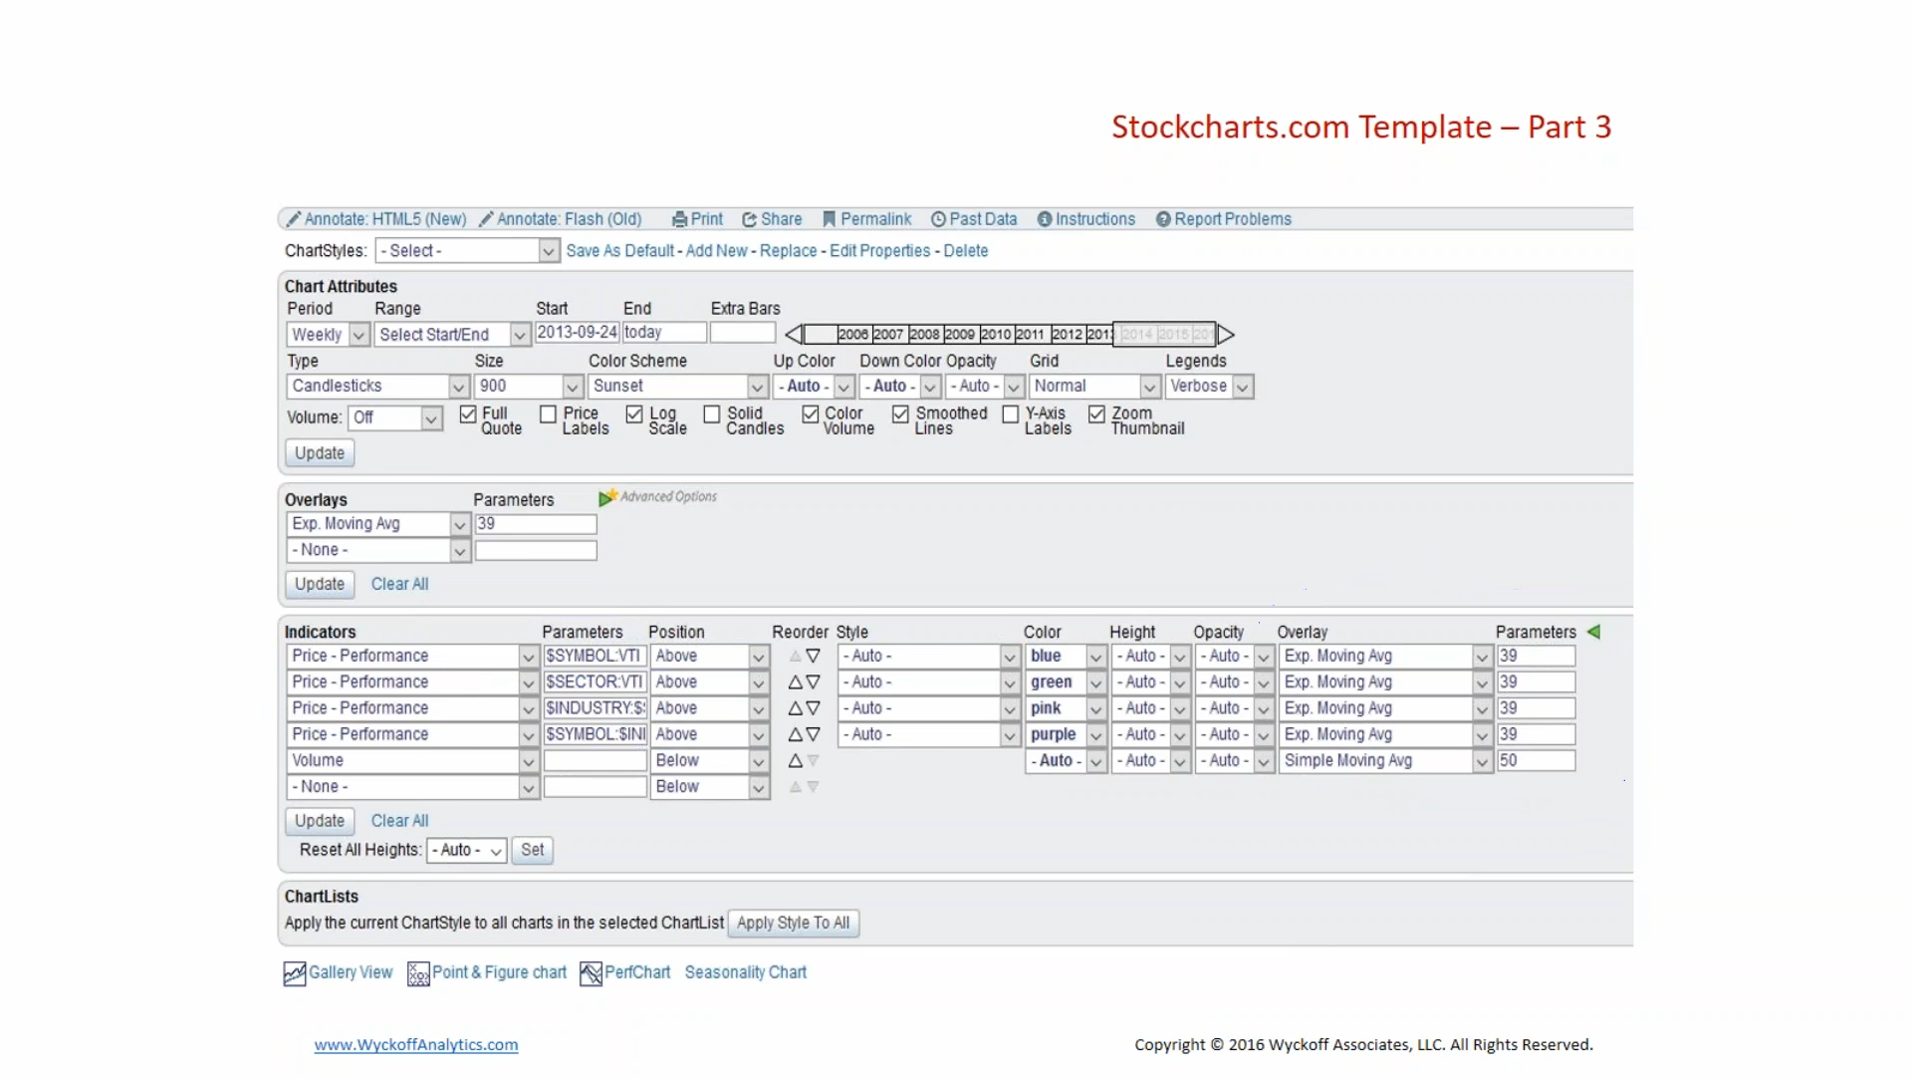 Stockcharts.com Template – Part 3
Annotate: HTML5 (New) Annotate: Flash (Old) Print Share Permalink Past Data Instructions Report Problems
ChartStyles: - Select - Save As Default - Add New - Replace - Edit Properties - Delete
Chart Attributes
Period Range Start End Extra Bars
Weekly Select Start/End 2013-09-24 today 2006 2007 2008 2009 2010 2011 2012 2013 2014 2015
Type Size Color Scheme Up Color Down Color Opacity Grid Legends
Candlesticks 900 Sunset - Auto - - Auto - - Auto - Normal Verbose
Volume: Off Full Quote Price Labels Log Scale Solid Candles Color Volume Smoothed Lines Y-Axis Labels Zoom Thumbnail
Update
Overlays Parameters Advanced Options
Exp. Moving Avg 39
- None -
Update Clear All
Indicators Parameters Position Reorder Style Color Height Opacity Overlay Parameters
Price - Performance $SYMBOL:VTI Above - Auto - blue - Auto - - Auto - Exp. Moving Avg 39
Price - Performance $SECTOR:VTI Above - Auto - green - Auto - - Auto - Exp. Moving Avg 39
Price - Performance $INDUSTRY:$ Above - Auto - pink - Auto - - Auto - Exp. Moving Avg 39
Price - Performance $SYMBOL:$IN Above - Auto - purple - Auto - - Auto - Exp. Moving Avg 39
Volume Below - Auto - - Auto - - Auto - Simple Moving Avg 50
- None - Below
Update Clear All
Reset All Heights: - Auto - Set
ChartLists
Apply the current ChartStyle to all charts in the selected ChartList Apply Style To All
Gallery View Point & Figure chart PerfChart Seasonality Chart
www.WyckoffAnalytics.com Copyright © 2016 Wyckoff Associates, LLC. All Rights Reserved.